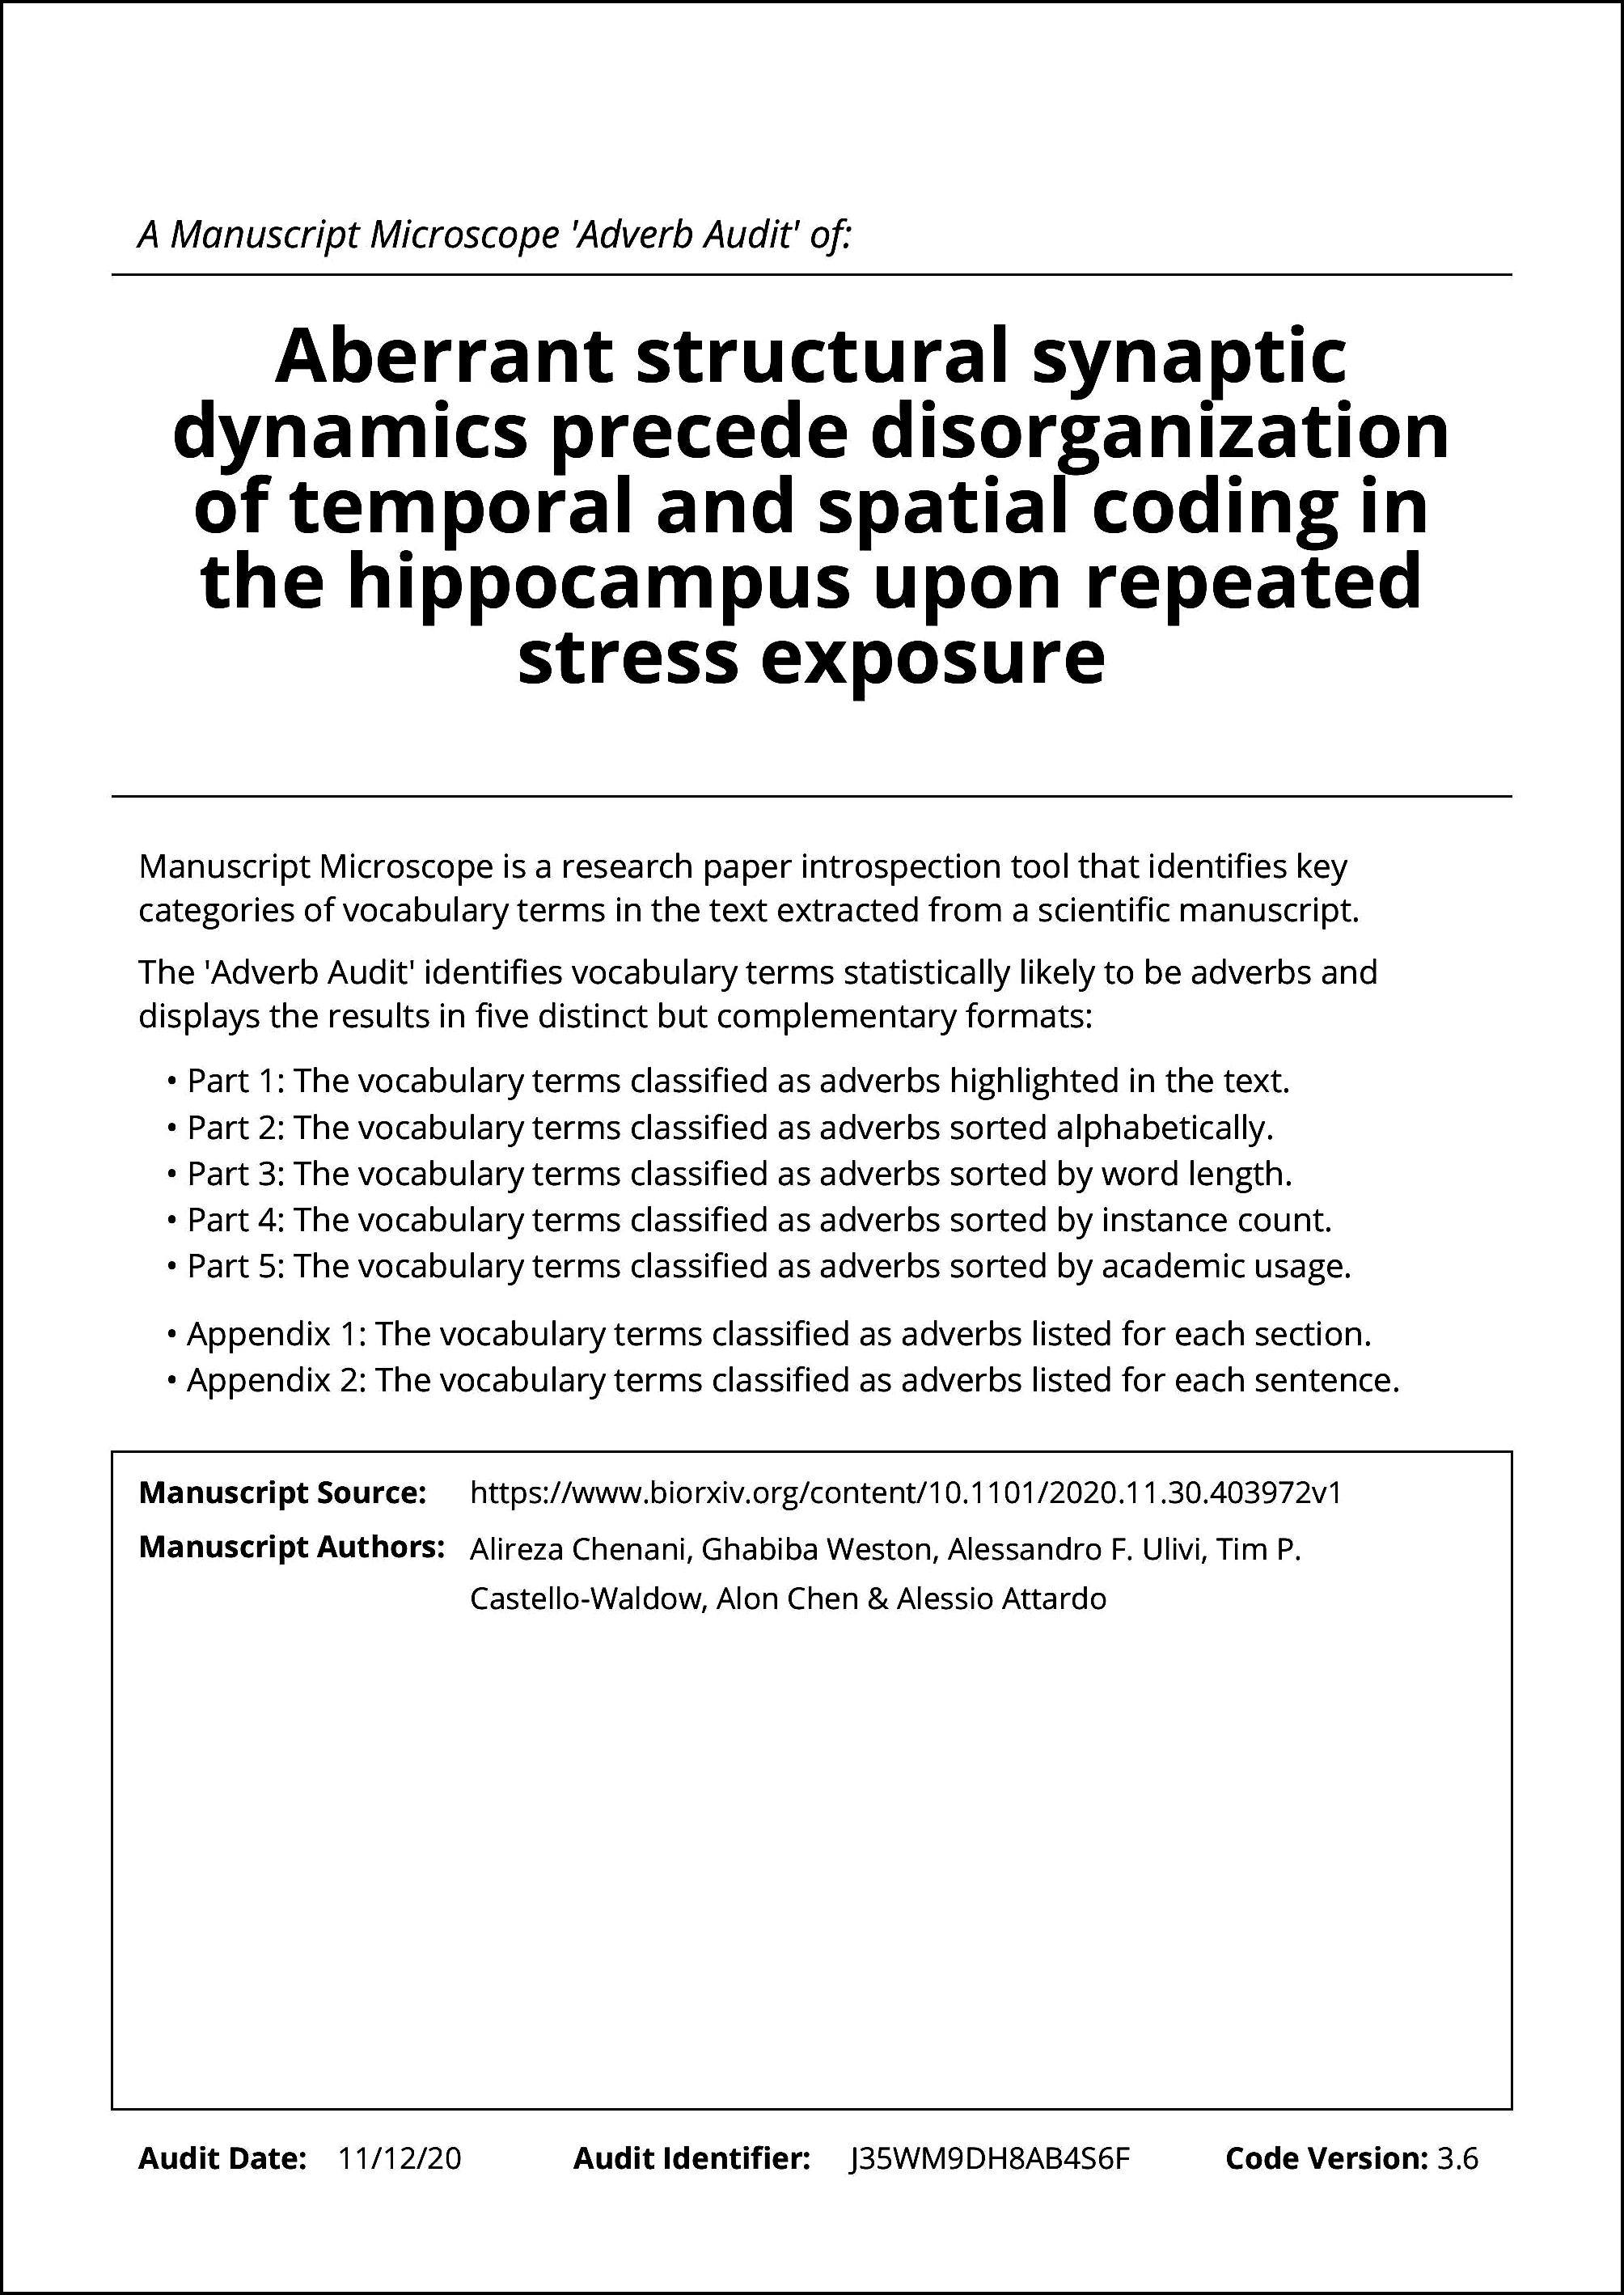 A Manuscript Microscope 'Adverb Audit' of:
Aberrant structural synaptic
dynamics precede disorganization
of temporal and spatial coding in
the hippocampus upon repeated
stress exposure
Manuscript Microscope is a research paper introspection tool that identifies key
categories of vocabulary terms in the text extracted from a scientific manuscript.
The 'Adverb Audit' identifies vocabulary terms statistically likely to be adverbs and
displays the results in five distinct but complementary formats:
• Part 1: The vocabulary terms classified as adverbs highlighted in the text.
• Part 2: The vocabulary terms classified as adverbs sorted alphabetically.
• Part 3: The vocabulary terms classified as adverbs sorted by word length.
• Part 4: The vocabulary terms classified as adverbs sorted by instance count.
• Part 5: The vocabulary terms classified as adverbs sorted by academic usage.
• Appendix 1: The vocabulary terms classified as adverbs listed for each section.
• Appendix 2: The vocabulary terms classified as adverbs listed for each sentence.
Manuscript Source: https://www.biorxiv.org/content/10.1101/2020.11.30.403972v1
Manuscript Authors: Alireza Chenani, Ghabiba Weston, Alessandro F. Ulivi, Tim P.
Castello-Waldow, Alon Chen & Alessio Attardo
Audit Date: 11/12/20 Audit Identifier: J35WM9DH8AB4S6F Code Version: 3.6